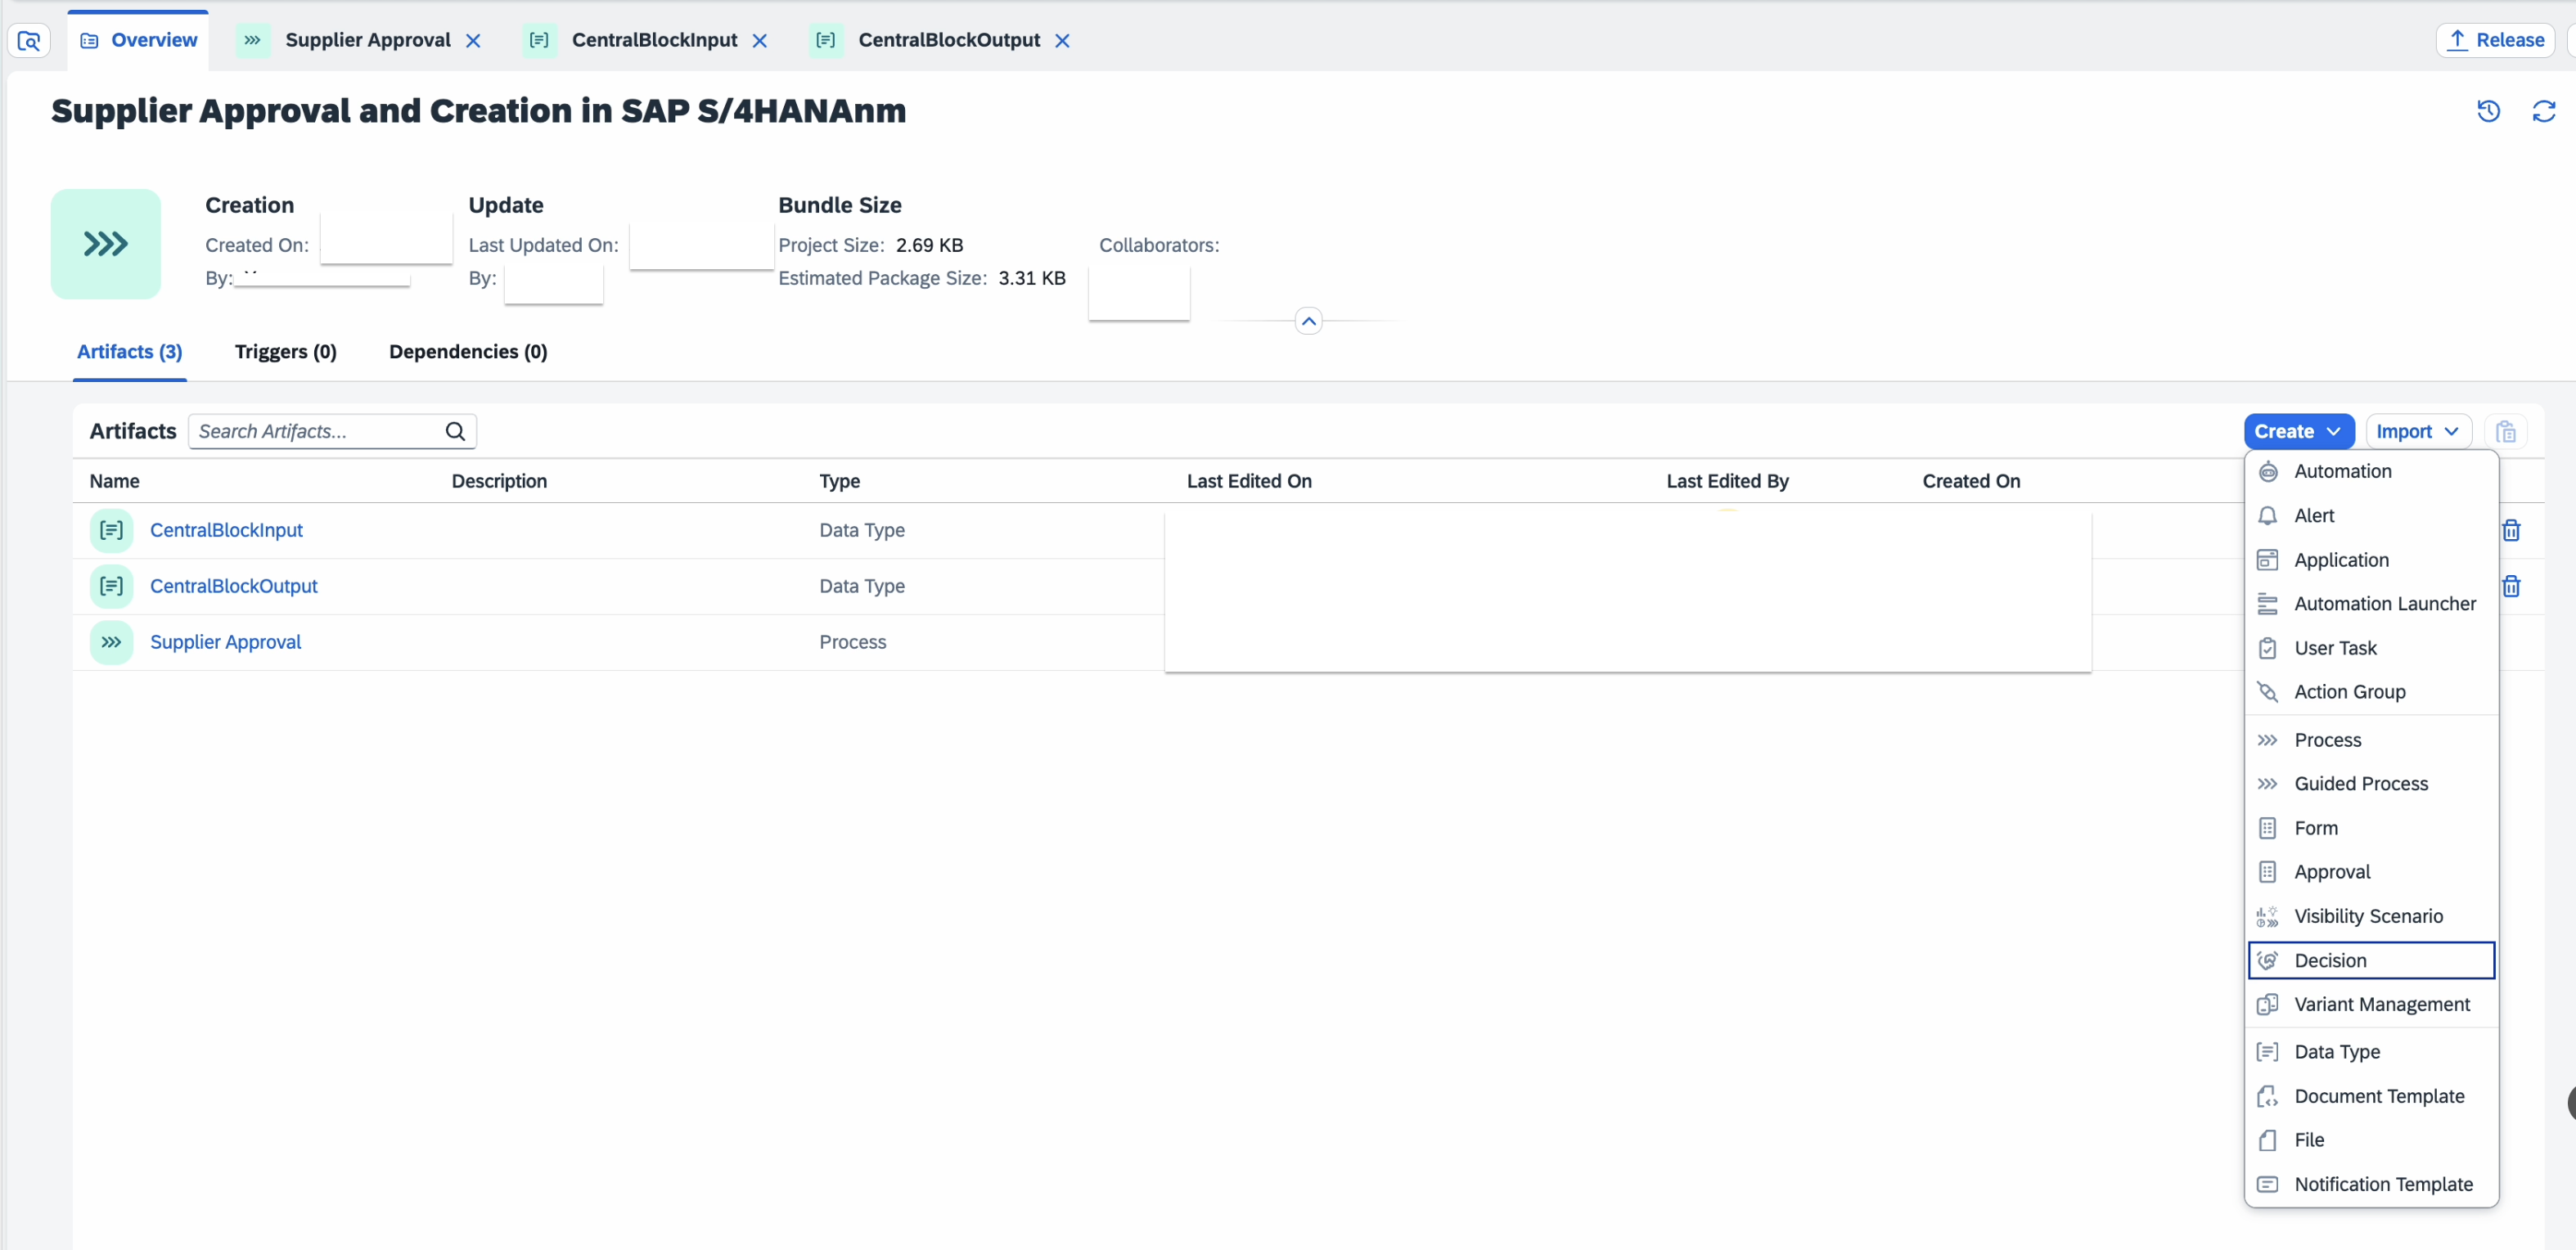 Overview Supplier Approval CentralBlockInput CentralBlockOutput Release
Supplier Approval and Creation in SAP S/4HANAnm
Creation Update Bundle Size
Created On: Last Updated On: Project Size: 2.69 KB Collaborators:
By: By: Estimated Package Size: 3.31 KB
Artifacts (3) Triggers (0) Dependencies (0)
Artifacts Search Artifacts... Create Import
Name Description Type Last Edited On Last Edited By Created On
CentralBlockInput Data Type
CentralBlockOutput Data Type
Supplier Approval Process
Automation
Alert
Application
Automation Launcher
User Task
Action Group
Process
Guided Process
Form
Approval
Visibility Scenario
Decision
Variant Management
Data Type
Document Template
File
Notification Template